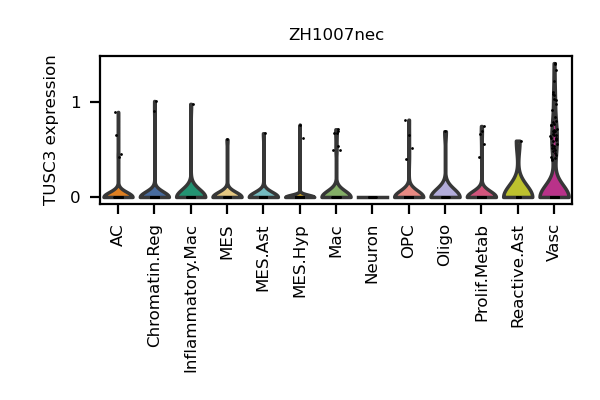 ZH1007nec
TUSC3 expression
1
0
AC
Chromatin.Reg
Inflammatory.Mac
MES
MES.Ast
MES.Hyp
Mac
Neuron
OPC
Oligo
Prolif.Metab
Reactive.Ast
Vasc